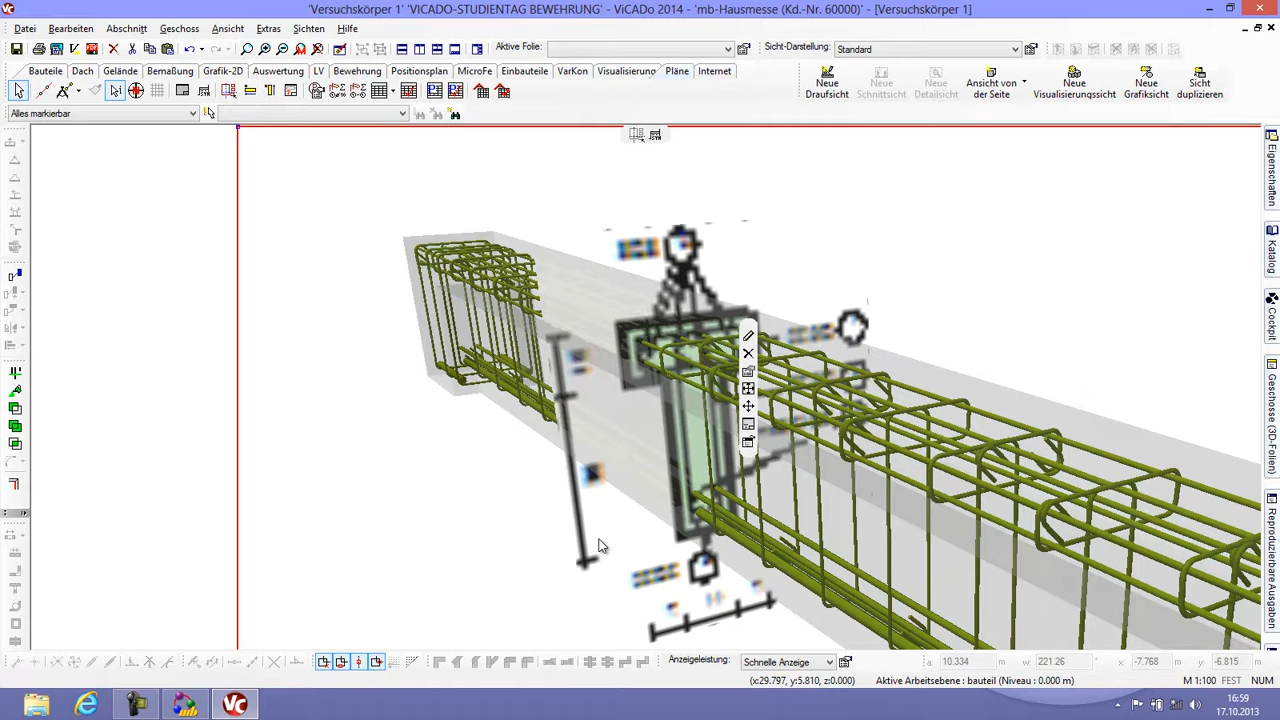 'Versuchskörper 1' 'VICADO-STUDIENTAG BEWEHRUNG' - ViCADo 2014 - 'mb-Hausmesse (Kd.-Nr. 60000)' - [Versuchskörper 1]
Datei Bearbeiten Abschnitt Geschoss Ansicht Extras Sichten Hilfe
Aktive Folie: Sicht-Darstellung: Standard
Bauteile Dach Gelände Bemaßung Grafik-2D Auswertung LV Bewehrung Positionsplan MicroFe Einbauteile VarKon Visualisierung Pläne Internet
Neue Draufsicht
Neue Schnittsicht
Neue Detailsicht
Ansicht von der Seite
Neue Visualisierungssicht
Neue Grafiksicht
Sicht duplizieren
Alles markierbar
Eigenschaften
Katalog
Cockpit
Geschosse (3D-Folien)
Reproduzierbare Ausgaben
Anzeigeleistung: Schnelle Anzeige a: 10.334 w: 221.26 x: -7.768 y: -6.815
(x:29.797, y:5.810, z:0.000) Aktive Arbeitsebene : bauteil (Niveau : 0.000 m) M 1:100 FEST NUM
16:59
17.10.2013